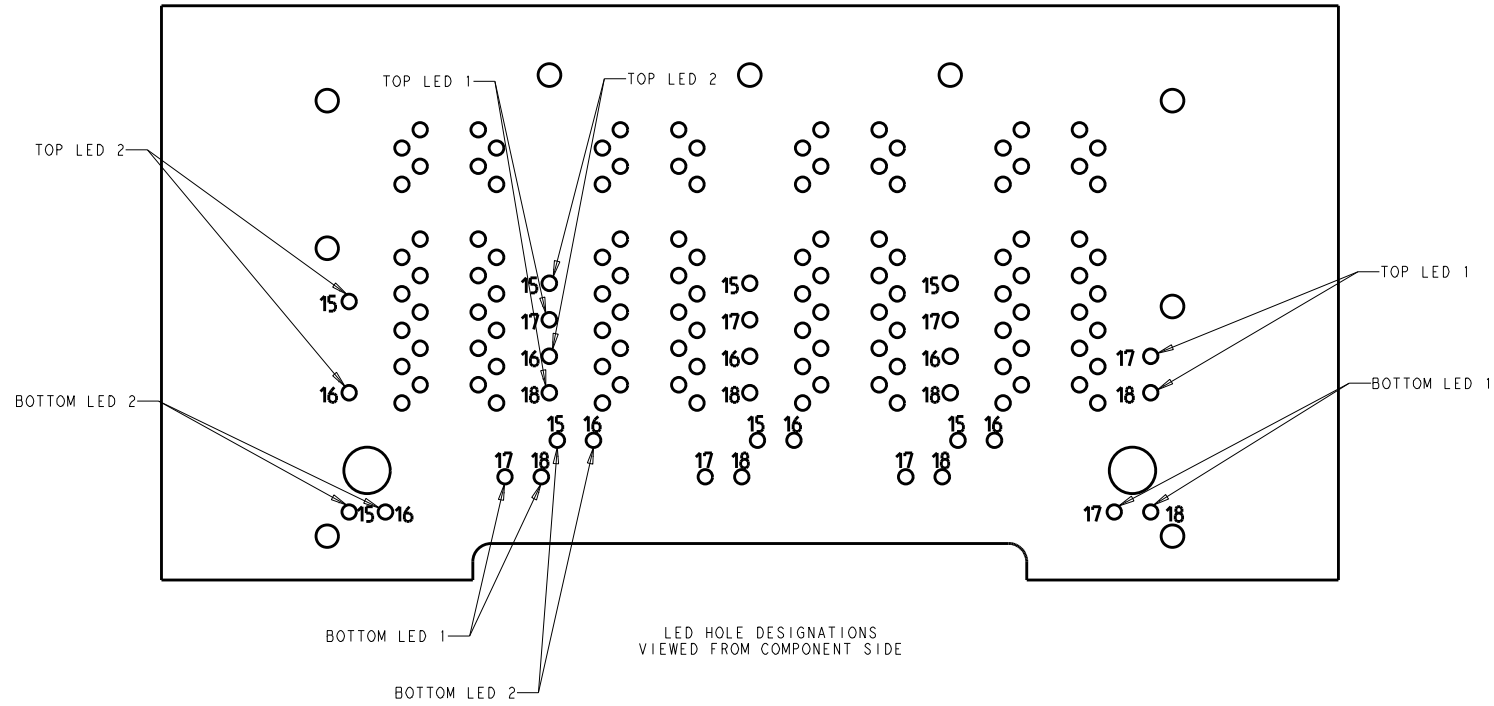 TOP LED 1
TOP LED 2
TOP LED 2
15 15 15
TOP LED 1
15
17 17 17
16 16 16 17
16 18 18 18 18
BOTTOM LED 1
BOTTOM LED 2
15 16 15 16
17 18 17 18 17 18
15 16 17 18
BOTTOM LED 1
LED HOLE DESIGNATIONS
VIEWED FROM COMPONENT SIDE
BOTTOM LED 2